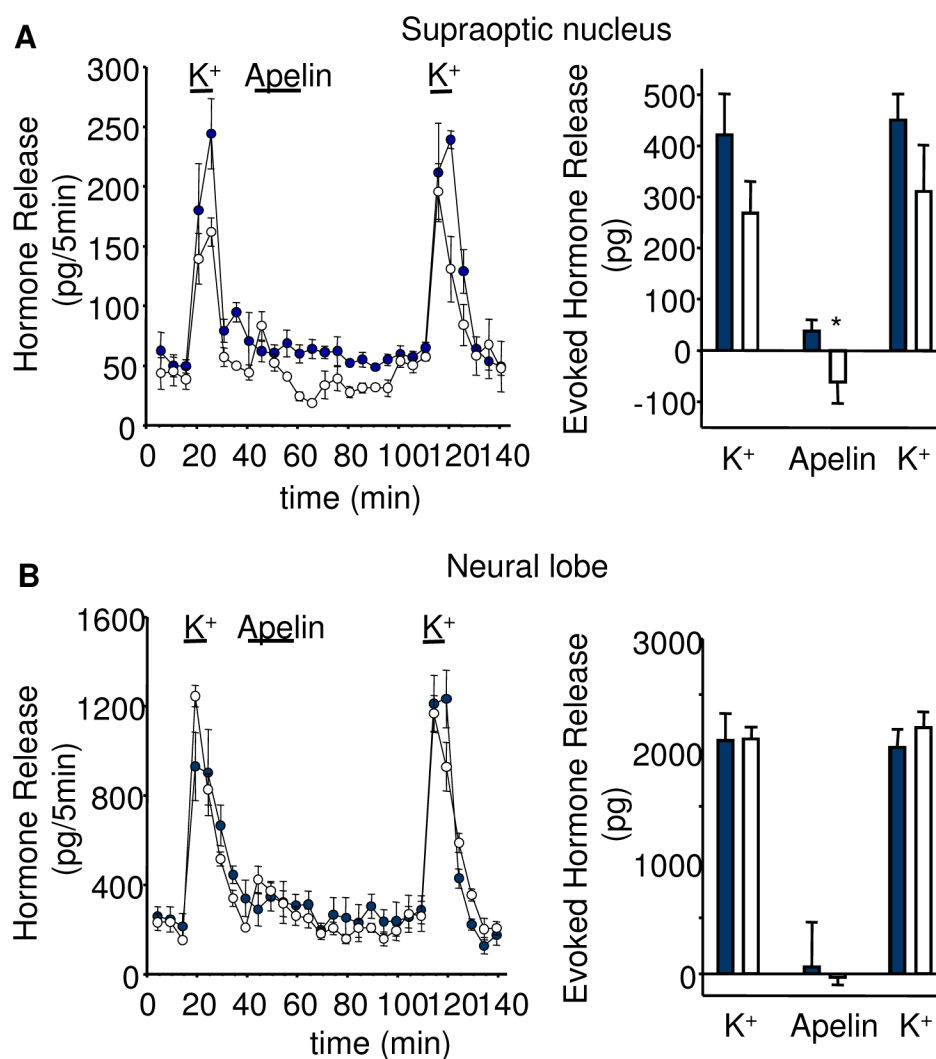 A
Supraoptic nucleus
K+ Apelin K+
Hormone Release
(pg/5min)
300
250
200
150
100
50
0
0 20 40 60 80 100 120 140
time (min)
Evoked Hormone Release
(pg)
500
400
300
200
100
0
-100
*
K+ Apelin K+
B
Neural lobe
K+ Apelin K+
Hormone Release
(pg/5min)
1600
1200
800
400
0
0 20 40 60 80 100 120 140
time (min)
Evoked Hormone Release
(pg)
3000
2000
1000
0
K+ Apelin K+